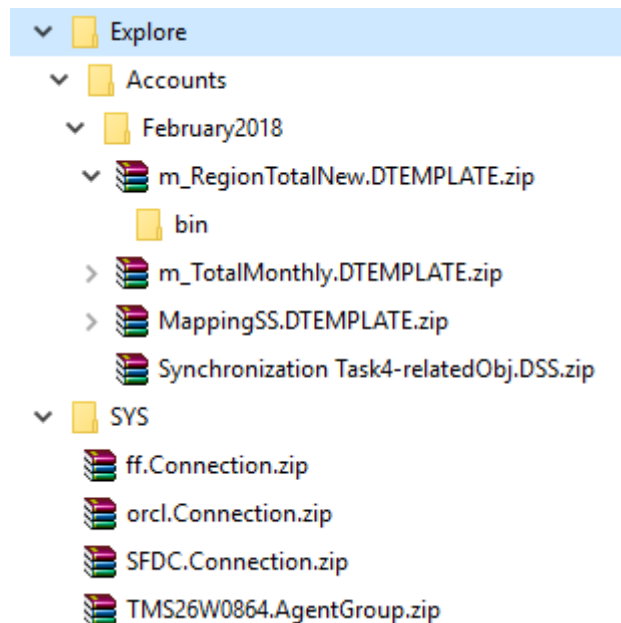 Explore
Accounts
February2018
m_RegionTotalNew.DTEMPLATE.zip
bin
m_TotalMonthly.DTEMPLATE.zip
MappingSS.DTEMPLATE.zip
Synchronization Task4-relatedObj.DSS.zip
SYS
ff.Connection.zip
orcl.Connection.zip
SFDC.Connection.zip
TMS26W0864.AgentGroup.zip